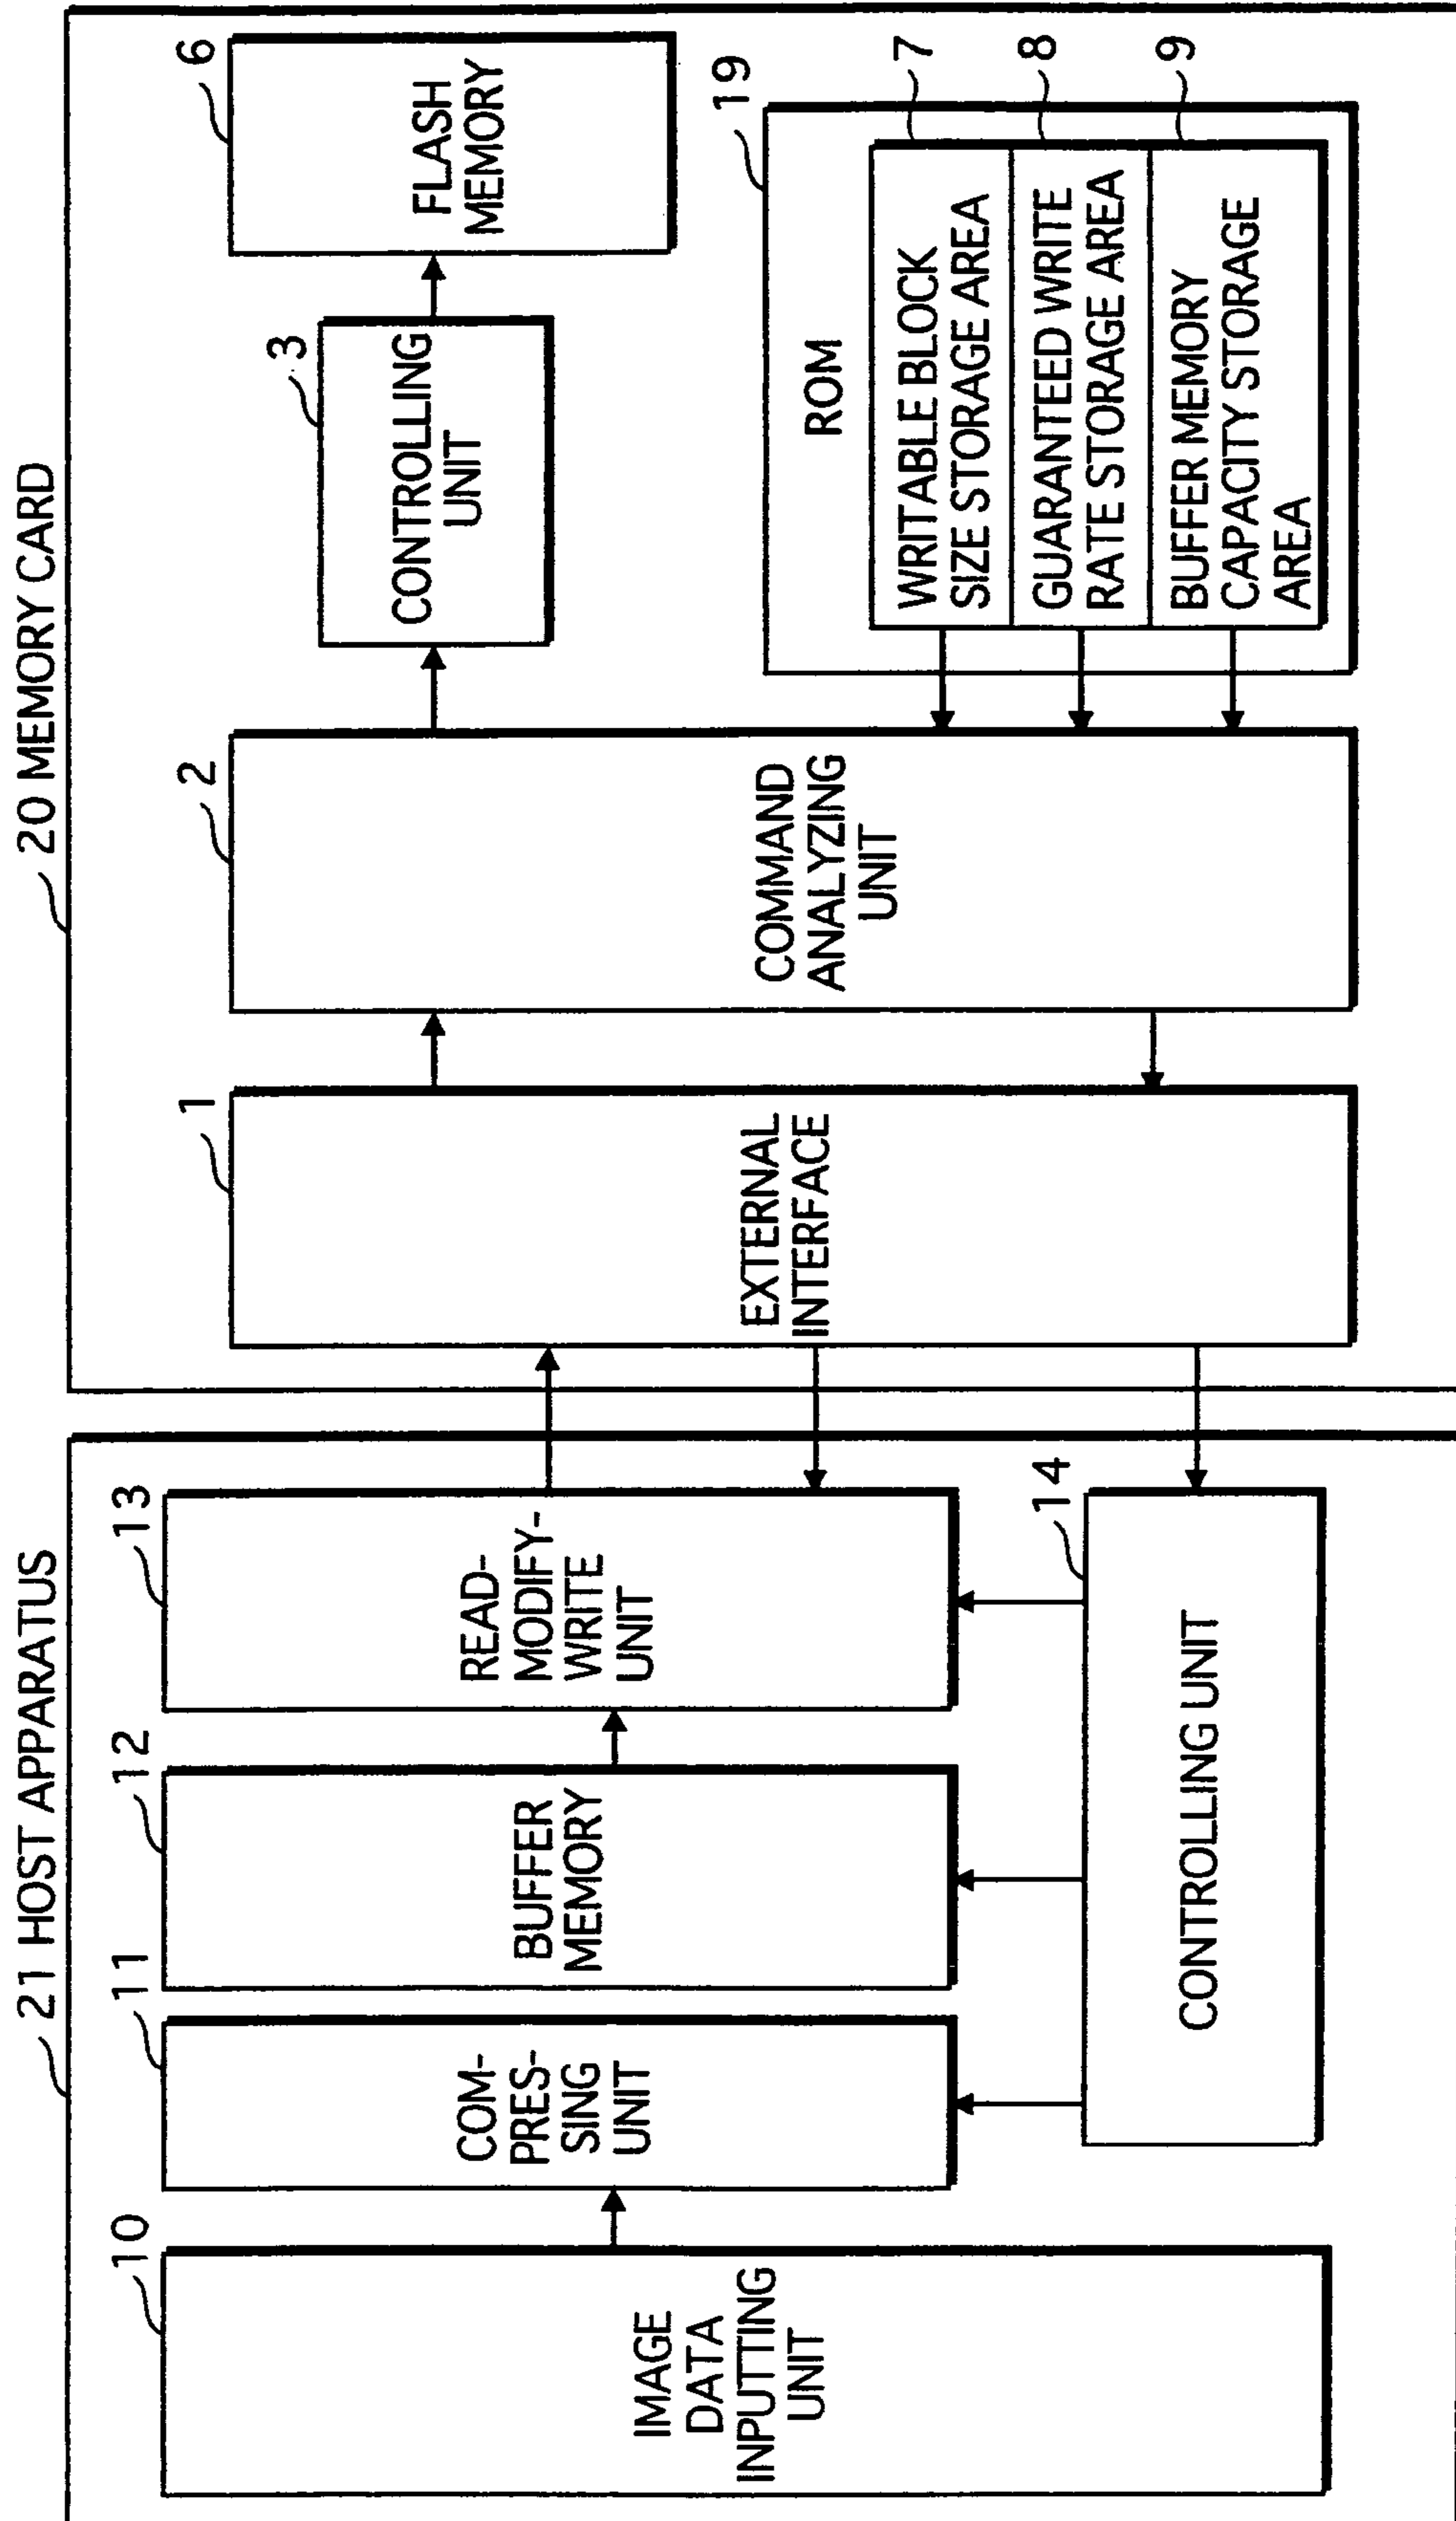 21 HOST APPARATUS
10
IMAGE
DATA
INPUTTING
UNIT
11
COM-
PRES-
SING
UNIT
12
BUFFER
MEMORY
13
READ-
MODIFY-
WRITE
UNIT
14
CONTROLLING UNIT
20 MEMORY CARD
1
EXTERNAL
INTERFACE
2
COMMAND
ANALYZING
UNIT
3
CONTROLLING
UNIT
6
FLASH
MEMORY
19
ROM
7
WRITABLE BLOCK
SIZE STORAGE AREA
8
GUARANTEED WRITE
RATE STORAGE AREA
9
BUFFER MEMORY
CAPACITY STORAGE
AREA